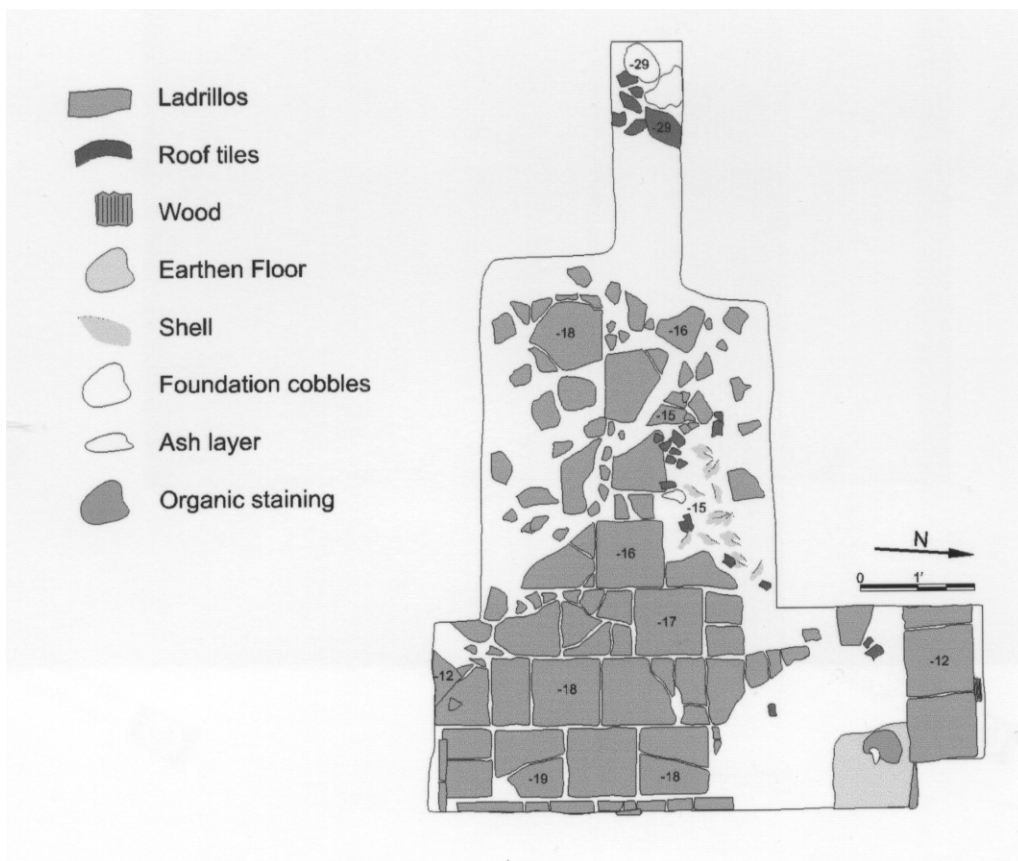 Ladrillos
Roof tiles
Wood
Earthen Floor
Shell
Foundation cobbles
Ash layer
Organic staining
-29
-29
-18
-16
-15
-15
-16
N
0 1'
-17
-12
-12
-18
-19
-18